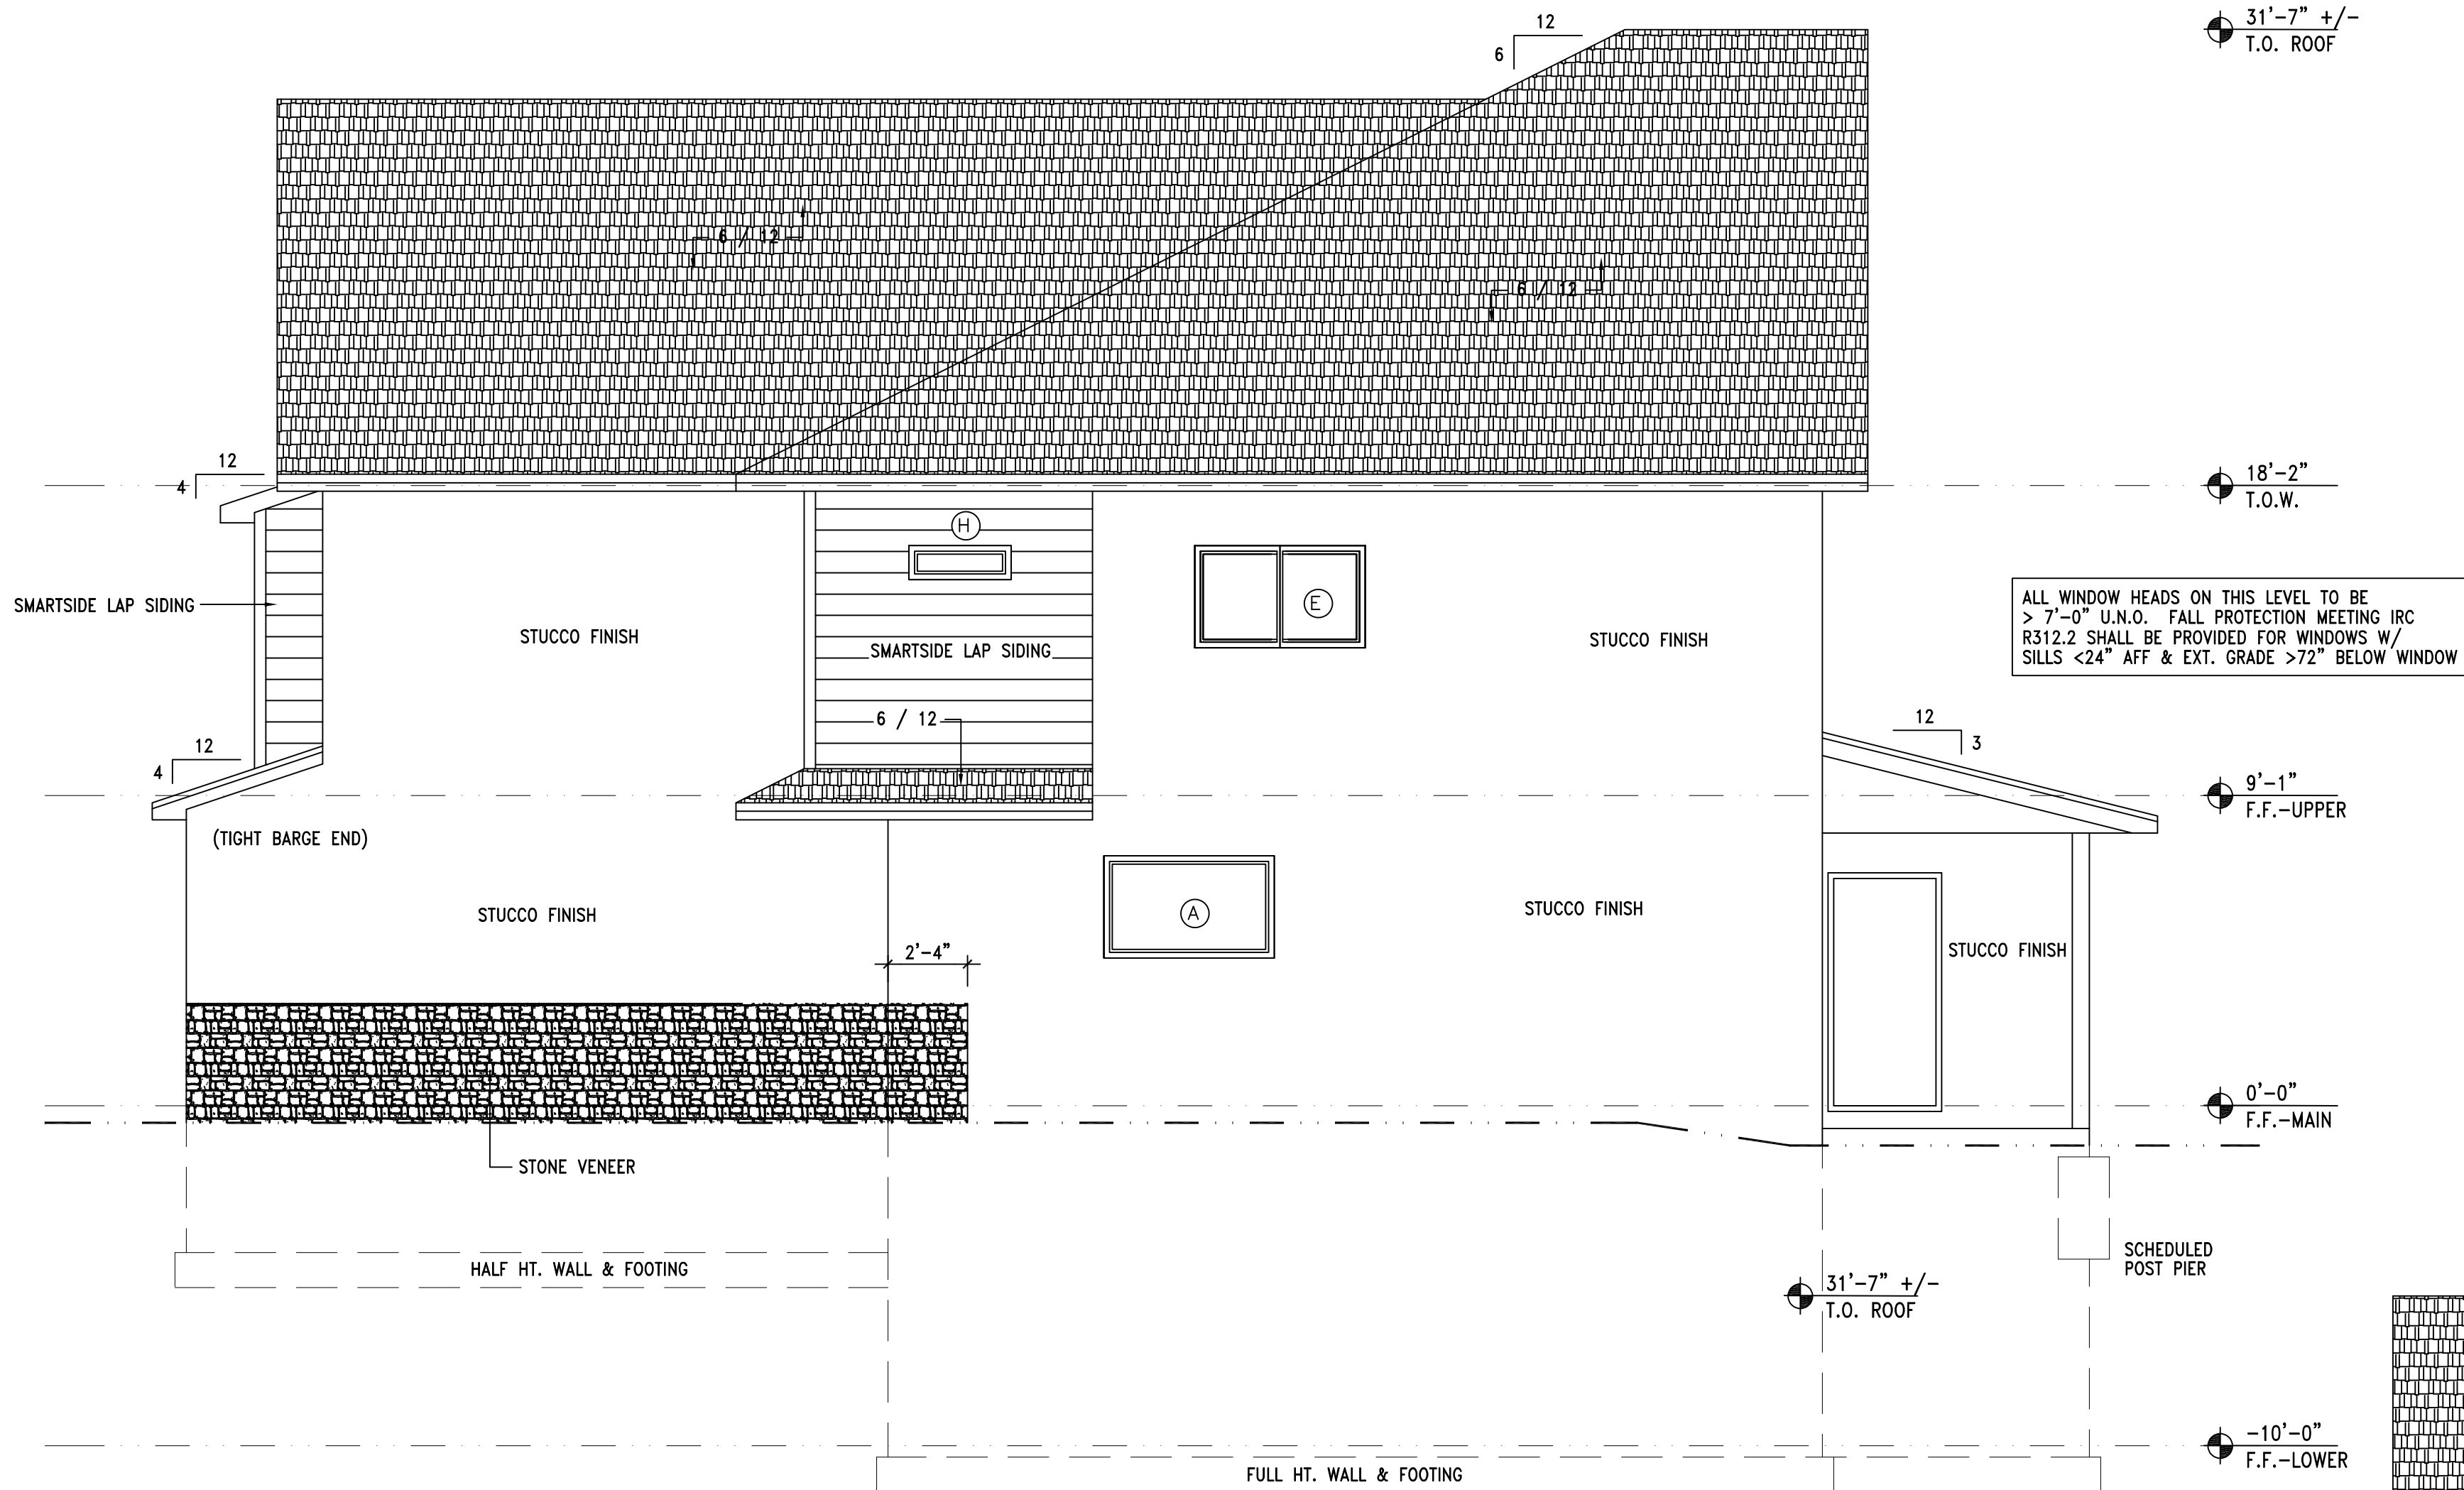 31'-7" +/-
T.O. ROOF
12
6
6 / 12
6 / 12
12
4
18'-2"
T.O.W.
H
E
SMARTSIDE LAP SIDING
STUCCO FINISH
SMARTSIDE LAP SIDING
STUCCO FINISH
ALL WINDOW HEADS ON THIS LEVEL TO BE
> 7'-0" U.N.O. FALL PROTECTION MEETING IRC
R312.2 SHALL BE PROVIDED FOR WINDOWS W/
SILLS <24" AFF & EXT. GRADE >72" BELOW WINDOW
6 / 12
12
3
12
4
9'-1"
F.F.-UPPER
(TIGHT BARGE END)
STUCCO FINISH
A
STUCCO FINISH
STUCCO FINISH
2'-4"
0'-0"
F.F.-MAIN
STONE VENEER
HALF HT. WALL & FOOTING
SCHEDULED
POST PIER
31'-7" +/-
T.O. ROOF
-10'-0"
F.F.-LOWER
FULL HT. WALL & FOOTING